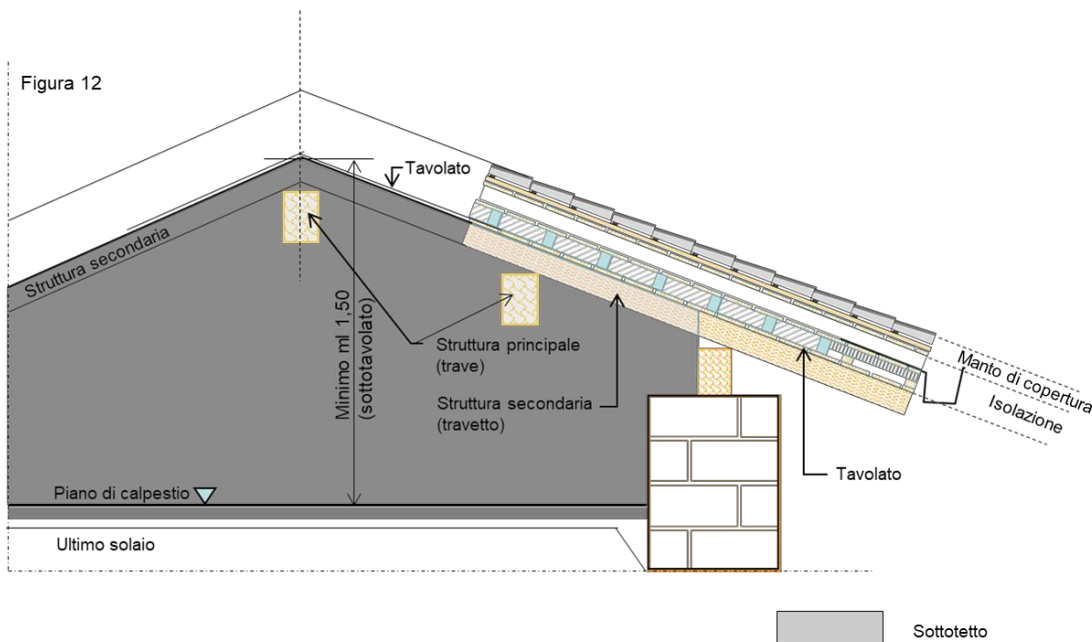 Figura 12
Tavolato
Struttura secondaria
Minimo ml 1,50
(sottotavolato)
Struttura principale
(trave)
Struttura secondaria
(travetto)
Manto di copertura
Isolazione
Tavolato
Piano di calpestio
Ultimo solaio
Sottotetto